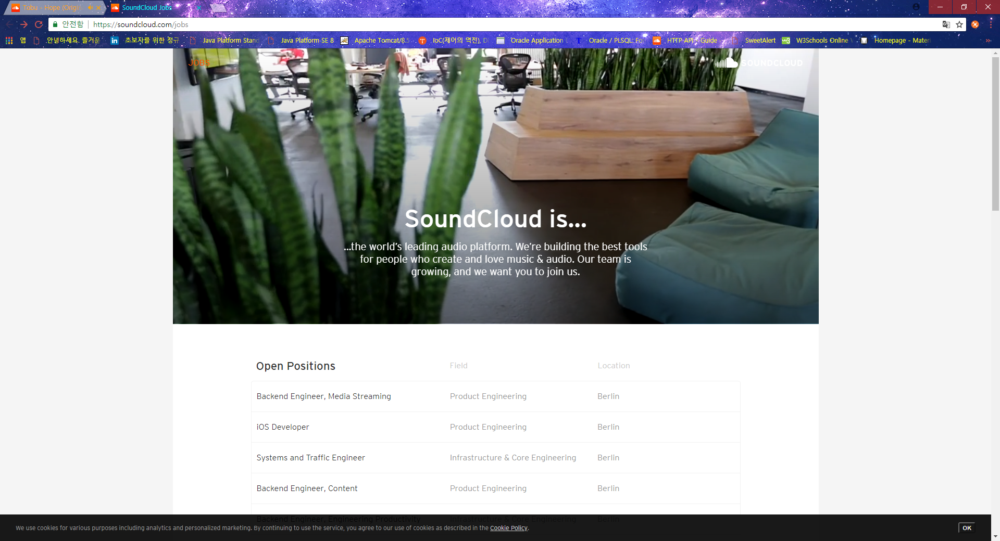 Tobu - Hope (Origin
SoundCloud Jobs
안전함
https://soundcloud.com/jobs
앱
안녕하세요. 즐거운
초보자를 위한 정규
Java Platform Stand
Java Platform SE 8
Apache Tomcat/8.5
IoC(제어의 역전), D
Oracle Application
Oracle / PLSQL:
HTTP API - Guide
SweetAlert
W3Schools Online
Homepage - Materi
JOBS
SOUNDCLOUD
SoundCloud is...
...the world's leading audio platform. We're building the best tools
for people who create and love music & audio. Our team is
growing, and we want you to join us.
Open Positions Field Location
Backend Engineer, Media Streaming Product Engineering Berlin
iOS Developer Product Engineering Berlin
Systems and Traffic Engineer Infrastructure & Core Engineering Berlin
Backend Engineer, Content Product Engineering Berlin
Backend Engineer, Engineering Productivity Infrastructure & Core Engineering Berlin
We use cookies for various purposes including analytics and personalized marketing. By continuing to use the service, you agree to our use of cookies as described in the Cookie Policy.
OK